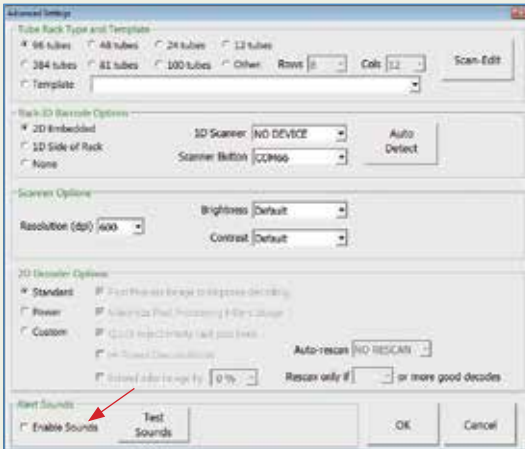 Advanced Settings
Tube Rack Type and Template
96 tubes 48 tubes 24 tubes 12 tubes
384 tubes 81 tubes 100 tubes Other Rows 8 Cols 12 Scan-Edit
Template
Rack-ID Barcode Options
2D Embedded
1D Side of Rack
None
1D Scanner NO DEVICE
Scanner Button COM66
Auto Detect
Scanner Options
Resolution (dpi) 600
Brightness Default
Contrast Default
2D Decoder Options
Standard
Power
Custom
Auto-rescan NO RESCAN
0 % Rescan only if or more good decodes
Alert Sounds
Enable Sounds
Test Sounds
OK Cancel